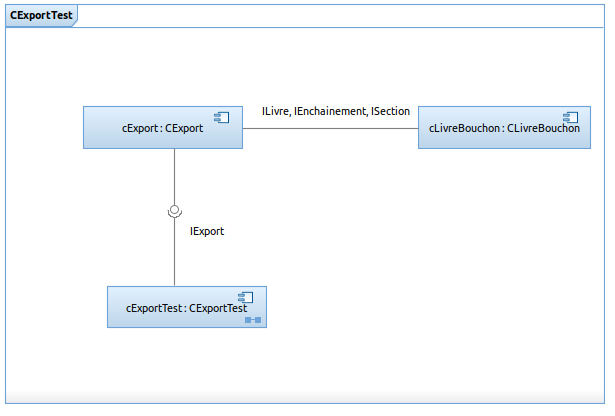 CExportTest
ILivre, IEnchainement, ISection
cExport : CExport
cLivreBouchon : CLivreBouchon
IExport
cExportTest : CExportTest